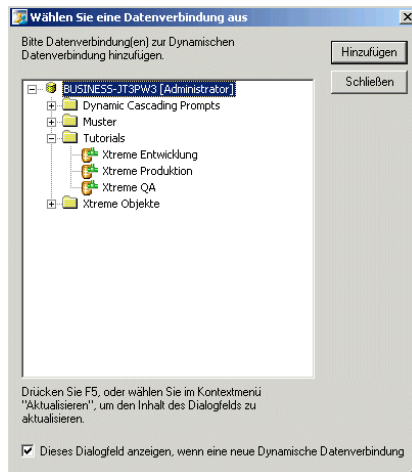 Wählen Sie eine Datenverbindung aus
Bitte Datenverbindung(en) zur Dynamischen
Datenverbindung hinzufügen.
Hinzufügen
Schließen
BUSINESS-JT3PW3 [Administrator]
Dynamic Cascading Prompts
Muster
Tutorials
Xtreme Entwicklung
Xtreme Produktion
Xtreme QA
Xtreme Objekte
Drücken Sie F5, oder wählen Sie im Kontextmenü
"Aktualisieren", um den Inhalt des Dialogfelds zu
aktualisieren.
Dieses Dialogfeld anzeigen, wenn eine neue Dynamische Datenverbindung